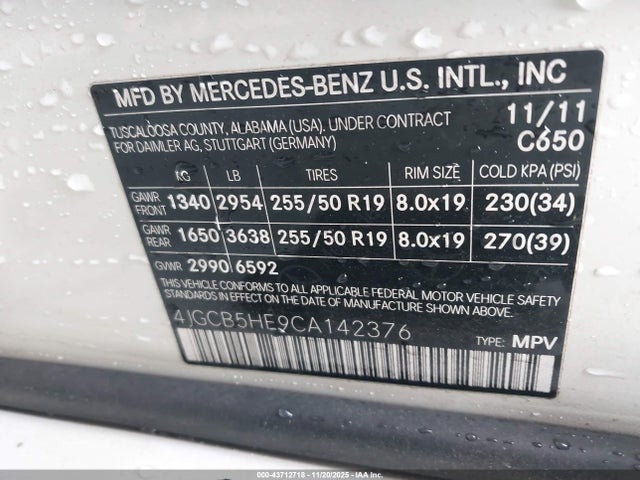 MFD BY MERCEDES-BENZ U.S. INTL., INC
TUSCALOOSA COUNTY, ALABAMA (USA). UNDER CONTRACT 11/11
FOR DAIMLER AG, STUTTGART (GERMANY) C650
KG LB TIRES RIM SIZE COLD KPA(PSI)
GAWR FRONT 1340 2954 255/50 R19 8.0x19 230(34)
GAWR REAR 1650 3638 255/50 R19 8.0x19 270(39)
GVWR 2990 6592
THIS VEHICLE CONFORMS TO ALL APPLICABLE FEDERAL MOTOR VEHICLE SAFETY
STANDARDS IN EFFECT ON THE DATE OF MANUFACTURE SHOWN ABOVE.
4JGCB5HE9CA142376
TYPE: MPV
000-43712718 - 11/20/2025 - IAAI.COM